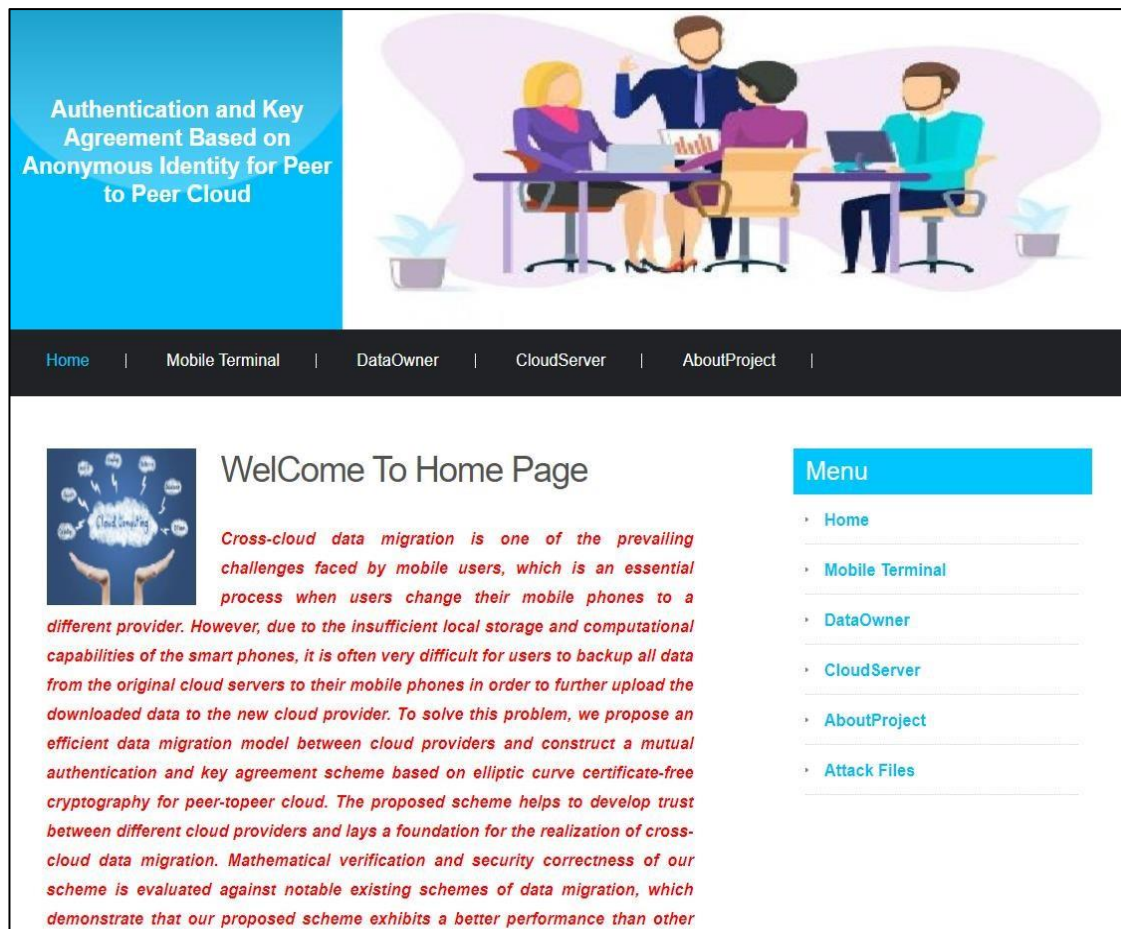 Authentication and Key
Agreement Based on
Anonymous Identity for Peer
to Peer Cloud
Home | Mobile Terminal | DataOwner | CloudServer | AboutProject |
Cloud Computing
WelCome To Home Page
Cross-cloud data migration is one of the prevailing
challenges faced by mobile users, which is an essential
process when users change their mobile phones to a
different provider. However, due to the insufficient local storage and computational
capabilities of the smart phones, it is often very difficult for users to backup all data
from the original cloud servers to their mobile phones in order to further upload the
downloaded data to the new cloud provider. To solve this problem, we propose an
efficient data migration model between cloud providers and construct a mutual
authentication and key agreement scheme based on elliptic curve certificate-free
cryptography for peer-topeer cloud. The proposed scheme helps to develop trust
between different cloud providers and lays a foundation for the realization of cross-
cloud data migration. Mathematical verification and security correctness of our
scheme is evaluated against notable existing schemes of data migration, which
demonstrate that our proposed scheme exhibits a better performance than other
Menu
Home
Mobile Terminal
DataOwner
CloudServer
AboutProject
Attack Files